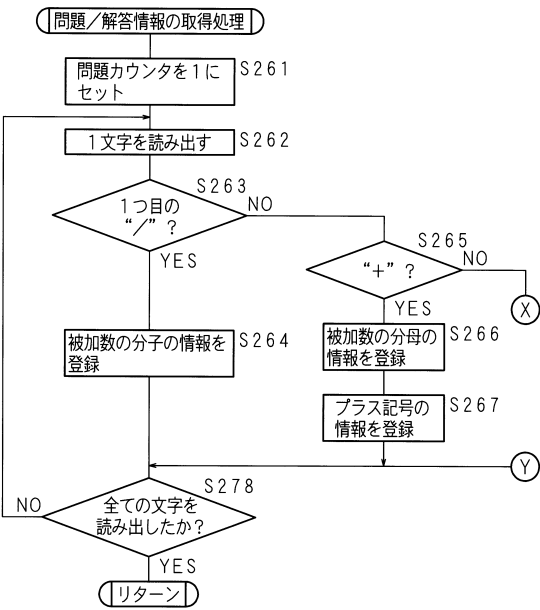 問題／解答情報の取得処理
問題カウンタを1に
セット
S261
1文字を読み出す
S262
1つ目の
“／”？
S263
NO
YES
“＋”？
S265
NO
YES
X
被加数の分子の情報を
登録
S264
被加数の分母の
情報を登録
S266
プラス記号の
情報を登録
S267
Y
全ての文字を
読み出したか？
S278
NO
YES
リターン